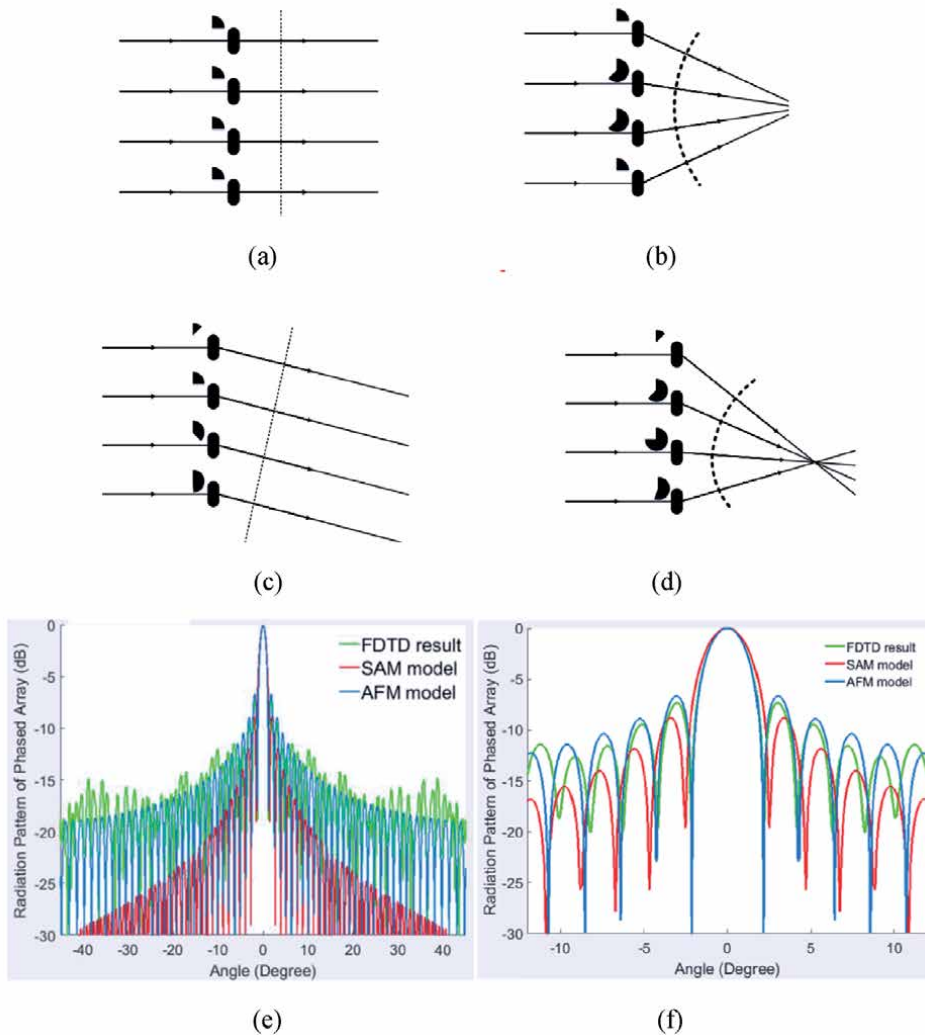 (a)
(b)
(c)
(d)
Radiation Pattern of Phased Array (dB)
0
-5
-10
-15
-20
-25
-30
FDTD result
SAM model
AFM model
-40 -30 -20 -10 0 10 20 30 40
Angle (Degree)
Radiation Pattern of Phased Array (dB)
0
-5
-10
-15
-20
-25
-30
FDTD result
SAM model
AFM model
-10 -5 0 5 10
Angle (Degree)
(e)
(f)